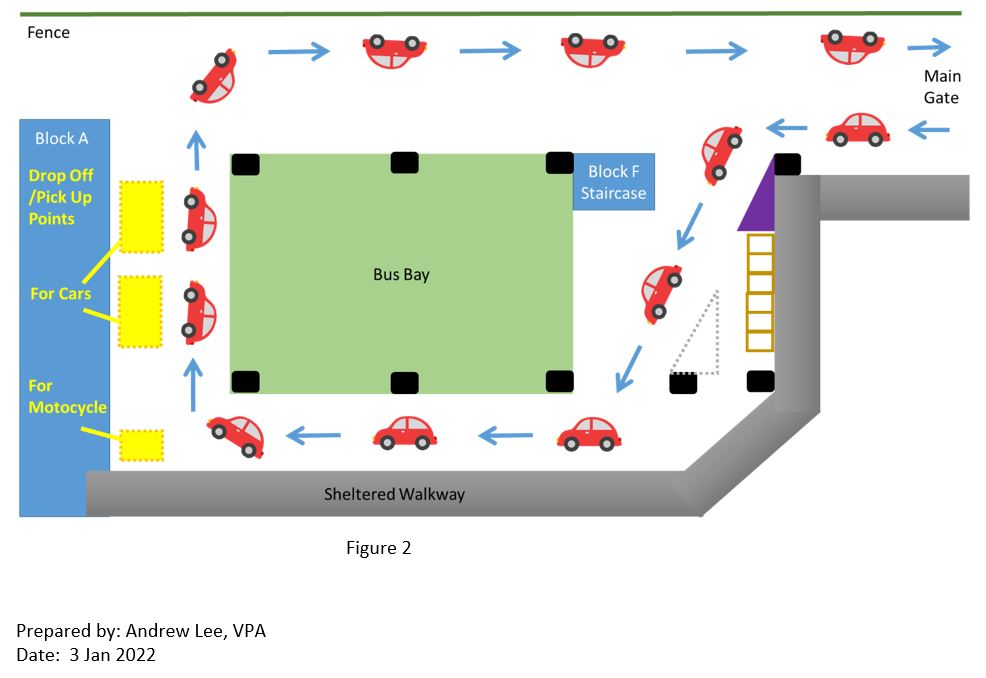 Fence
Main
Gate
Block A
Drop Off
/Pick Up
Points
Block F
Staircase
Bus Bay
For Cars
For
Motocycle
Sheltered Walkway
Figure 2
Prepared by: Andrew Lee, VPA
Date:  3 Jan 2022